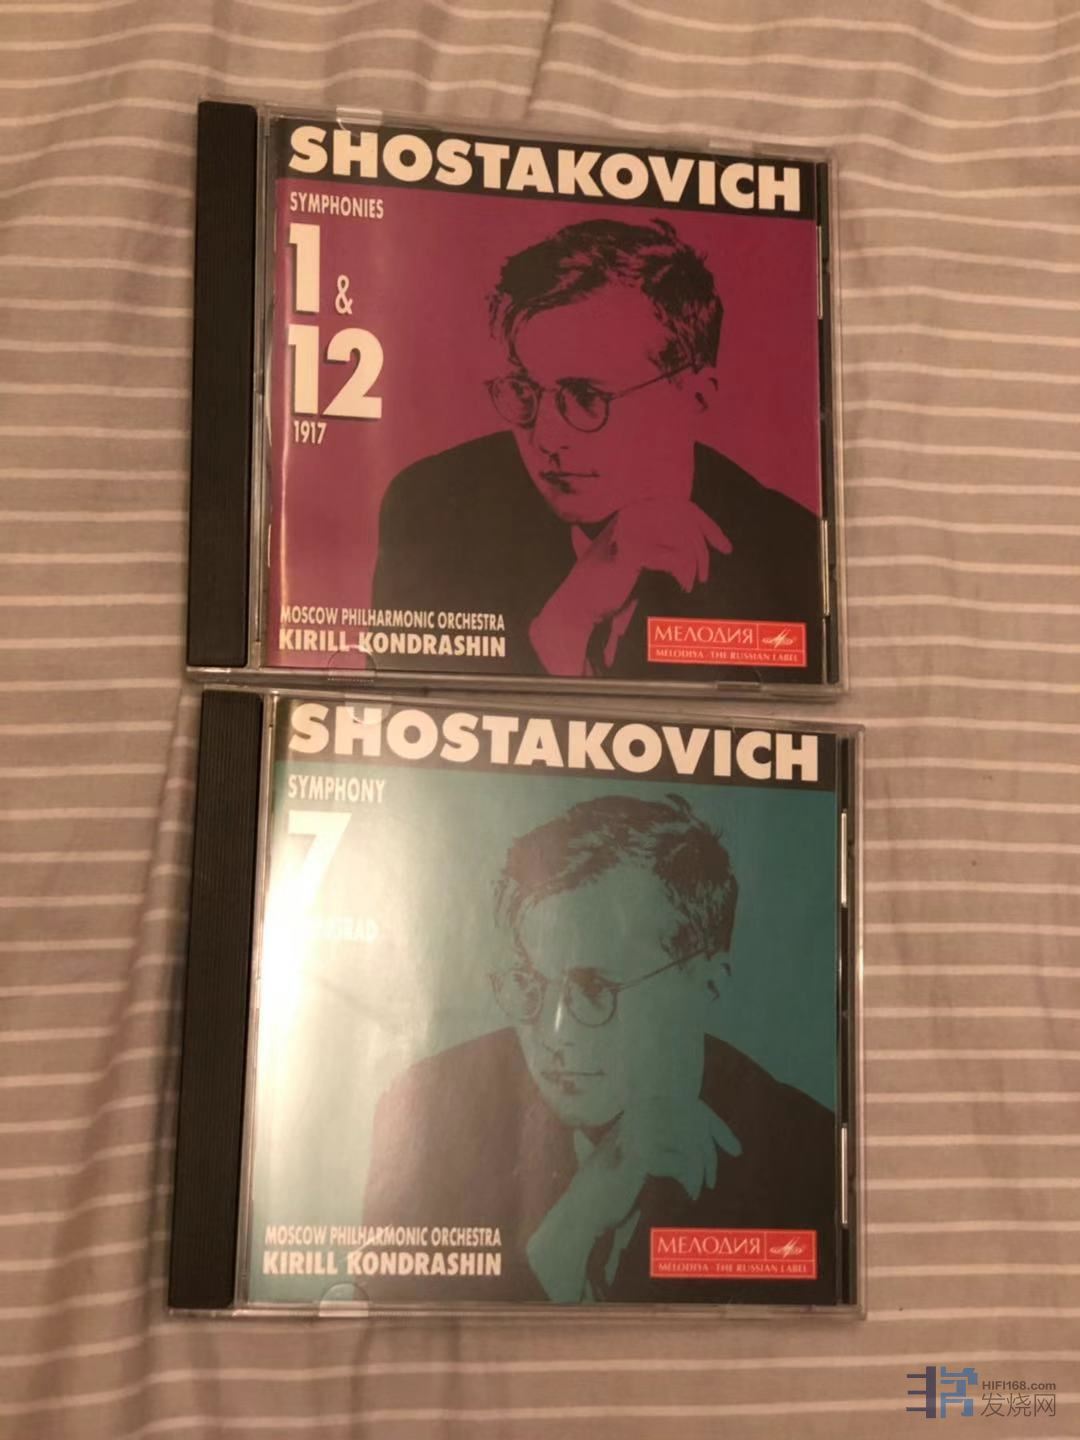 SHOSTAKOVICH
SYMPHONIES
1 &
12
1917
MOSCOW PHILHARMONIC ORCHESTRA
KIRILL KONDRASHIN
МЕЛОДИЯ
MELODIYA · THE RUSSIAN LABEL
SHOSTAKOVICH
SYMPHONY
7
MOSCOW PHILHARMONIC ORCHESTRA
KIRILL KONDRASHIN
МЕЛОДИЯ
MELODIYA · THE RUSSIAN LABEL
HIFI168.com
发烧网